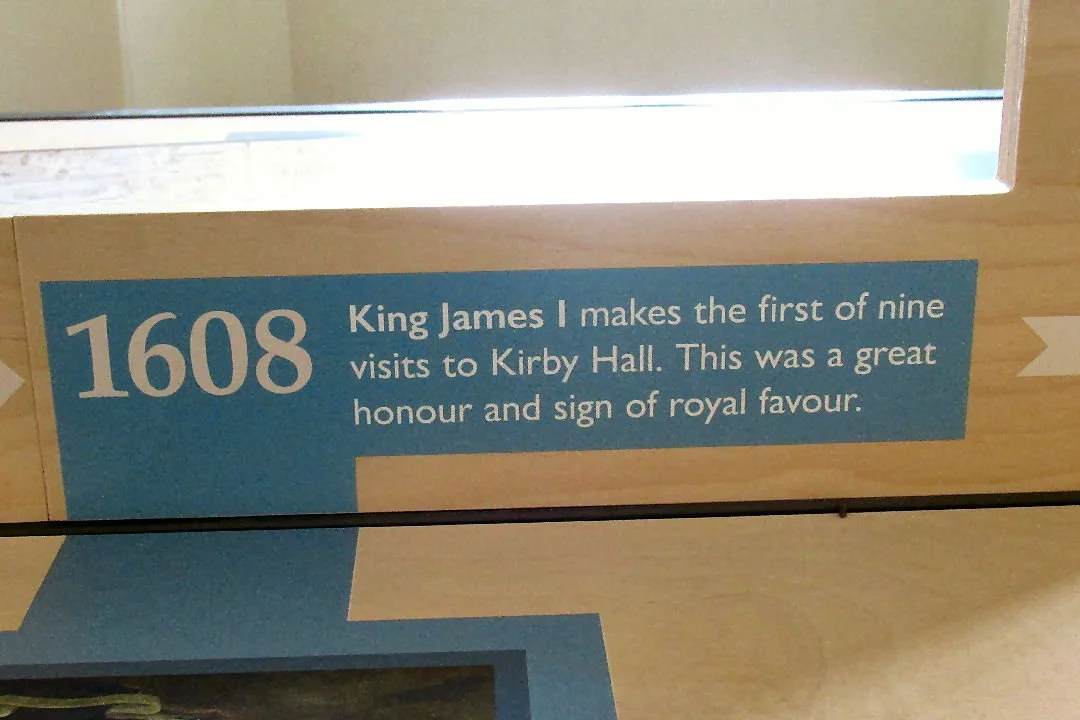 1608
King James I makes the first of nine
visits to Kirby Hall. This was a great
honour and sign of royal favour.